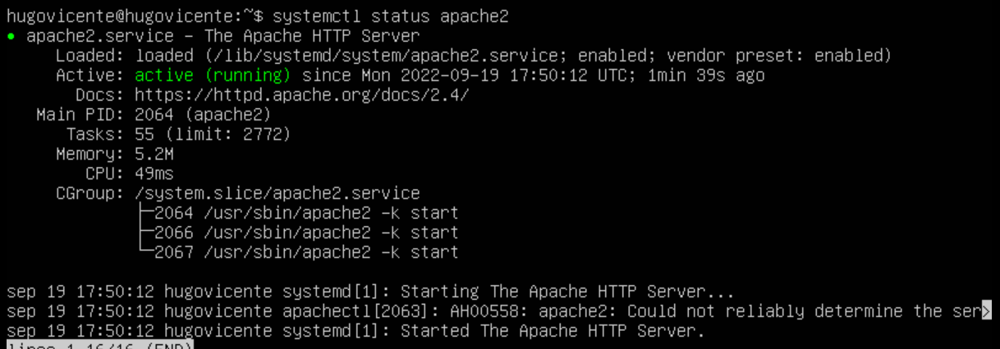 hugovicente@hugovicente:~$ systemctl status apache2
● apache2.service – The Apache HTTP Server
Loaded: loaded (/lib/systemd/system/apache2.service; enabled; vendor preset: enabled)
Active: active (running) since Mon 2022-09-19 17:50:12 UTC; 1min 39s ago
Docs: https://httpd.apache.org/docs/2.4/
Main PID: 2064 (apache2)
Tasks: 55 (limit: 2772)
Memory: 5.2M
CPU: 49ms
CGroup: /system.slice/apache2.service
├─2064 /usr/sbin/apache2 -k start
├─2066 /usr/sbin/apache2 -k start
└─2067 /usr/sbin/apache2 -k start
sep 19 17:50:12 hugovicente systemd[1]: Starting The Apache HTTP Server...
sep 19 17:50:12 hugovicente apachectl[2063]: AH00558: apache2: Could not reliably determine the ser>
sep 19 17:50:12 hugovicente systemd[1]: Started The Apache HTTP Server.
lines 1-16/16 (END)